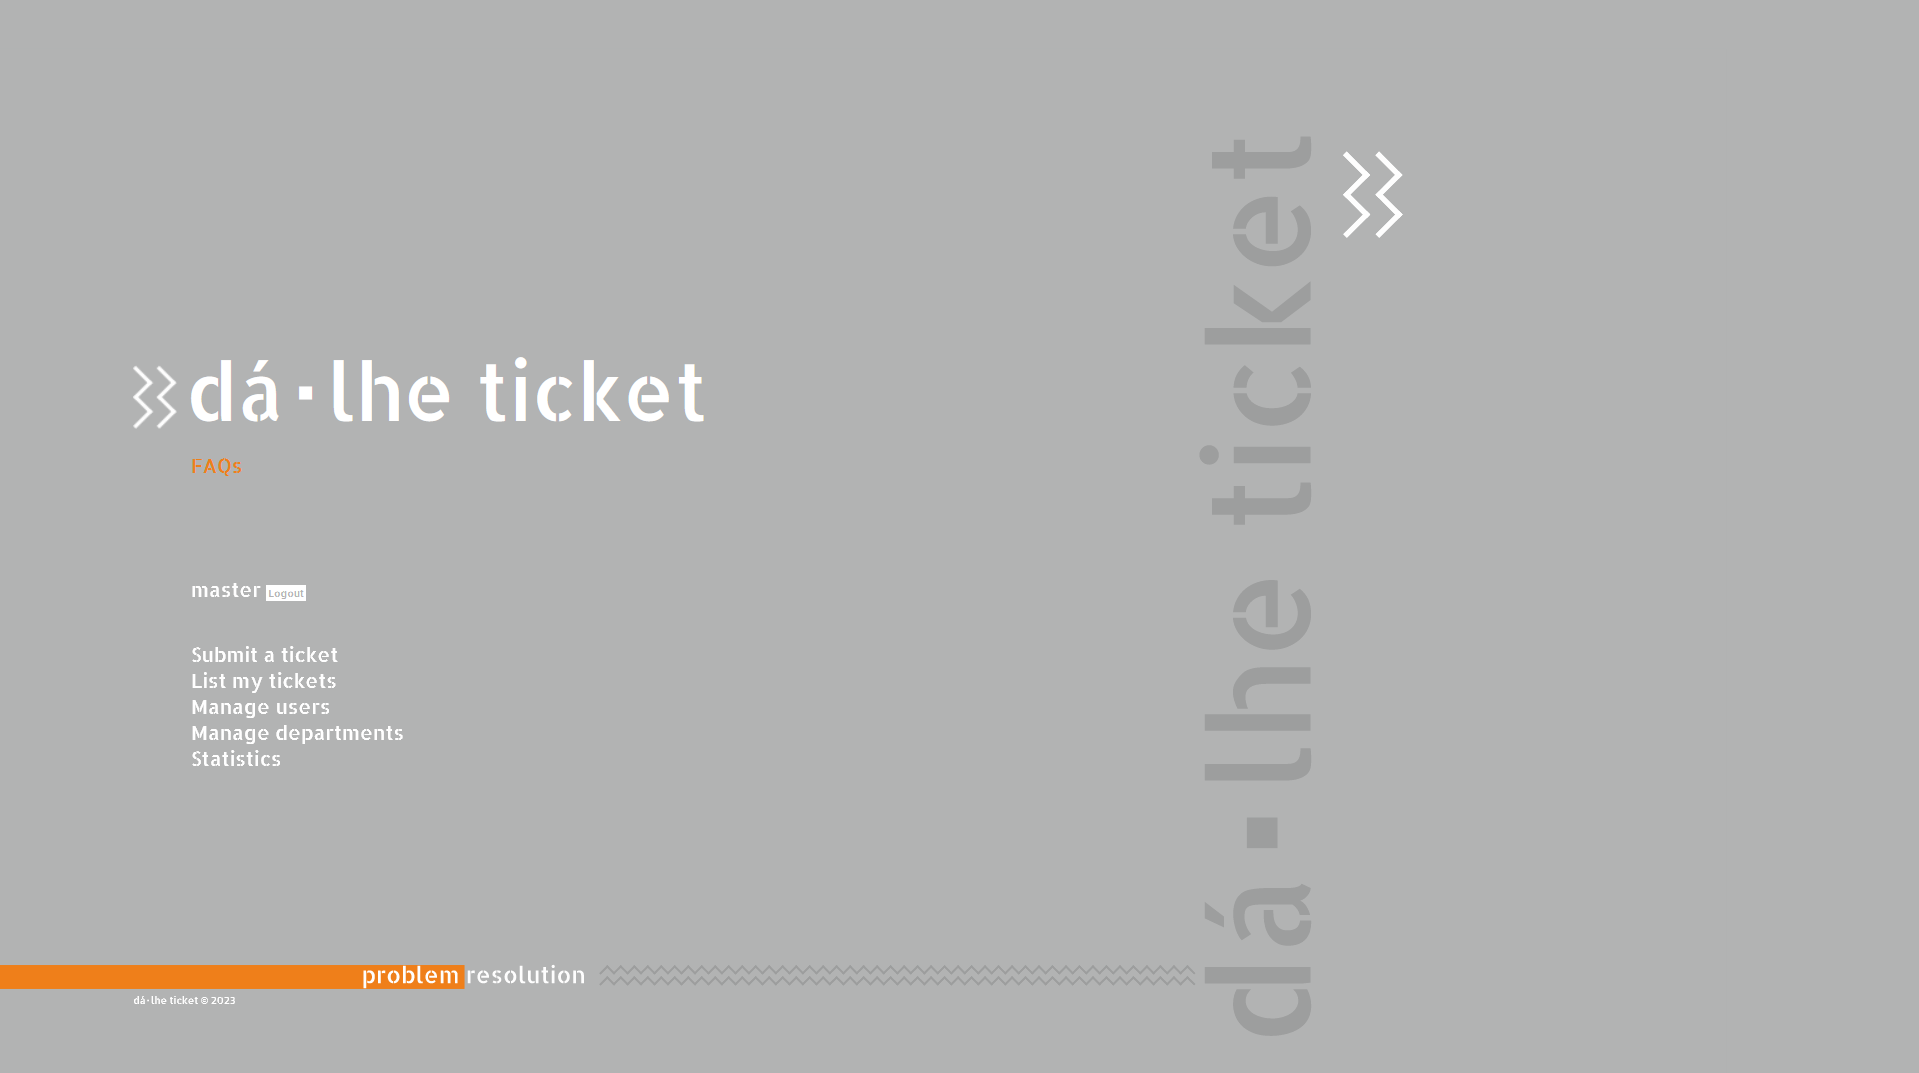 dá·lhe ticket
FAQs
master Logout
Submit a ticket
List my tickets
Manage users
Manage departments
Statistics
problem resolution
dá·lhe ticket © 2023
dá·lhe ticket